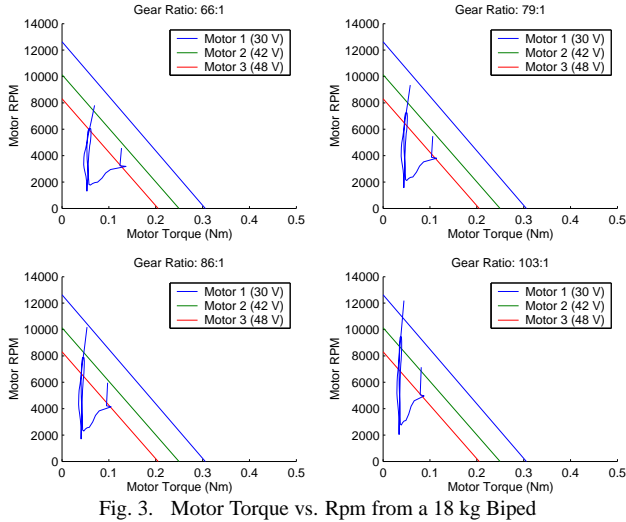 Gear Ratio: 66:1
14000
12000
10000
8000
6000
4000
2000
0
Motor RPM
Motor 1 (30 V)
Motor 2 (42 V)
Motor 3 (48 V)
0 0.1 0.2 0.3 0.4 0.5
Motor Torque (Nm)
Gear Ratio: 79:1
14000
12000
10000
8000
6000
4000
2000
0
Motor RPM
Motor 1 (30 V)
Motor 2 (42 V)
Motor 3 (48 V)
0 0.1 0.2 0.3 0.4 0.5
Motor Torque (Nm)
Gear Ratio: 86:1
14000
12000
10000
8000
6000
4000
2000
0
Motor RPM
Motor 1 (30 V)
Motor 2 (42 V)
Motor 3 (48 V)
0 0.1 0.2 0.3 0.4 0.5
Motor Torque (Nm)
Gear Ratio: 103:1
14000
12000
10000
8000
6000
4000
2000
0
Motor RPM
Motor 1 (30 V)
Motor 2 (42 V)
Motor 3 (48 V)
0 0.1 0.2 0.3 0.4 0.5
Motor Torque (Nm)
Fig. 3. Motor Torque vs. Rpm from a 18 kg Biped